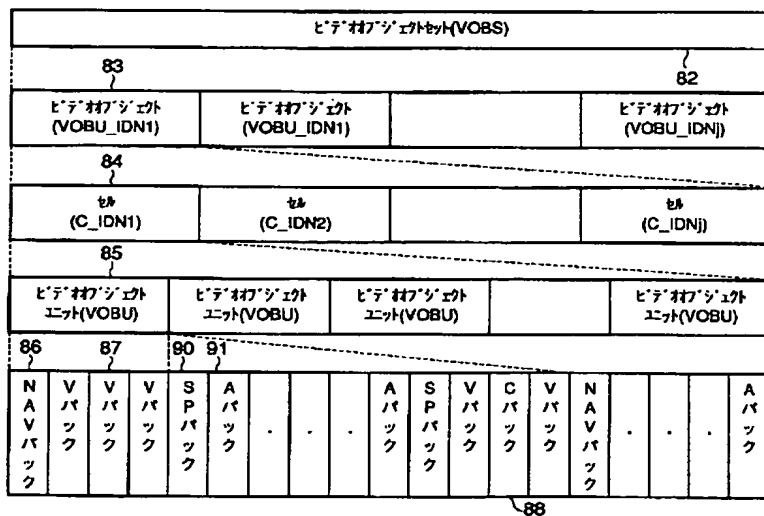 ビデオオブジェクトセット(VOBS)
83
82
ビデオオブジェクト
(VOBU_IDN1)
ビデオオブジェクト
(VOBU_IDN1)
ビデオオブジェクト
(VOBU_IDNj)
84
セル
(C_IDN1)
セル
(C_IDN2)
セル
(C_IDNj)
85
ビデオオブジェクト
ユニット(VOBU)
ビデオオブジェクト
ユニット(VOBU)
ビデオオブジェクト
ユニット(VOBU)
ビデオオブジェクト
ユニット(VOBU)
86
87
90
91
NAVパック
Vパック
Vパック
Vパック
SPパック
Aパック
・
・
・
Aパック
SPパック
Vパック
Cパック
Vパック
NAVパック
・
・
・
Aパック
88